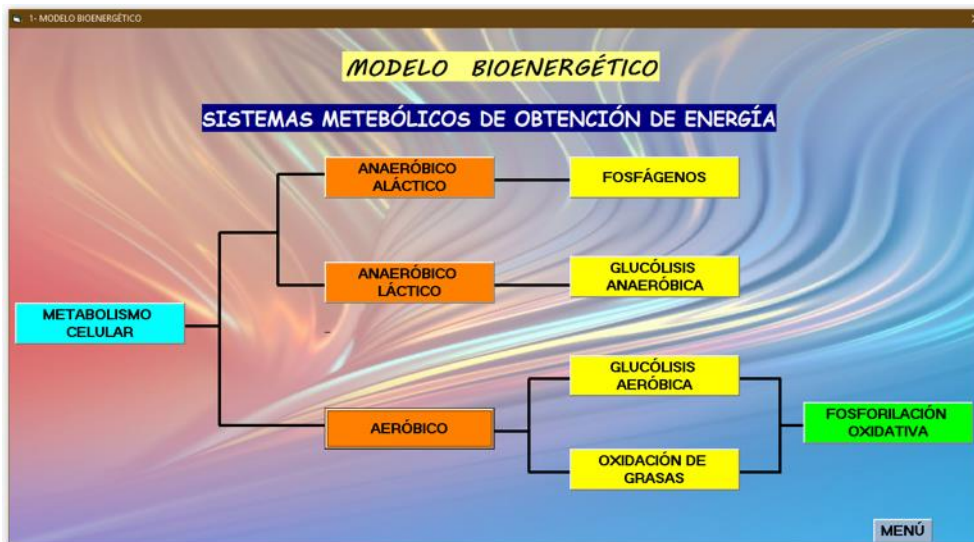 1- MODELO BIOENERGÉTICO
MODELO BIOENERGÉTICO
SISTEMAS METEBÓLICOS DE OBTENCIÓN DE ENERGÍA
ANAERÓBICO
ALÁCTICO
FOSFÁGENOS
ANAERÓBICO
LÁCTICO
GLUCÓLISIS
ANAERÓBICA
METABOLISMO
CELULAR
GLUCÓLISIS
AERÓBICA
AERÓBICO
FOSFORILACIÓN
OXIDATIVA
OXIDACIÓN DE
GRASAS
MENÚ